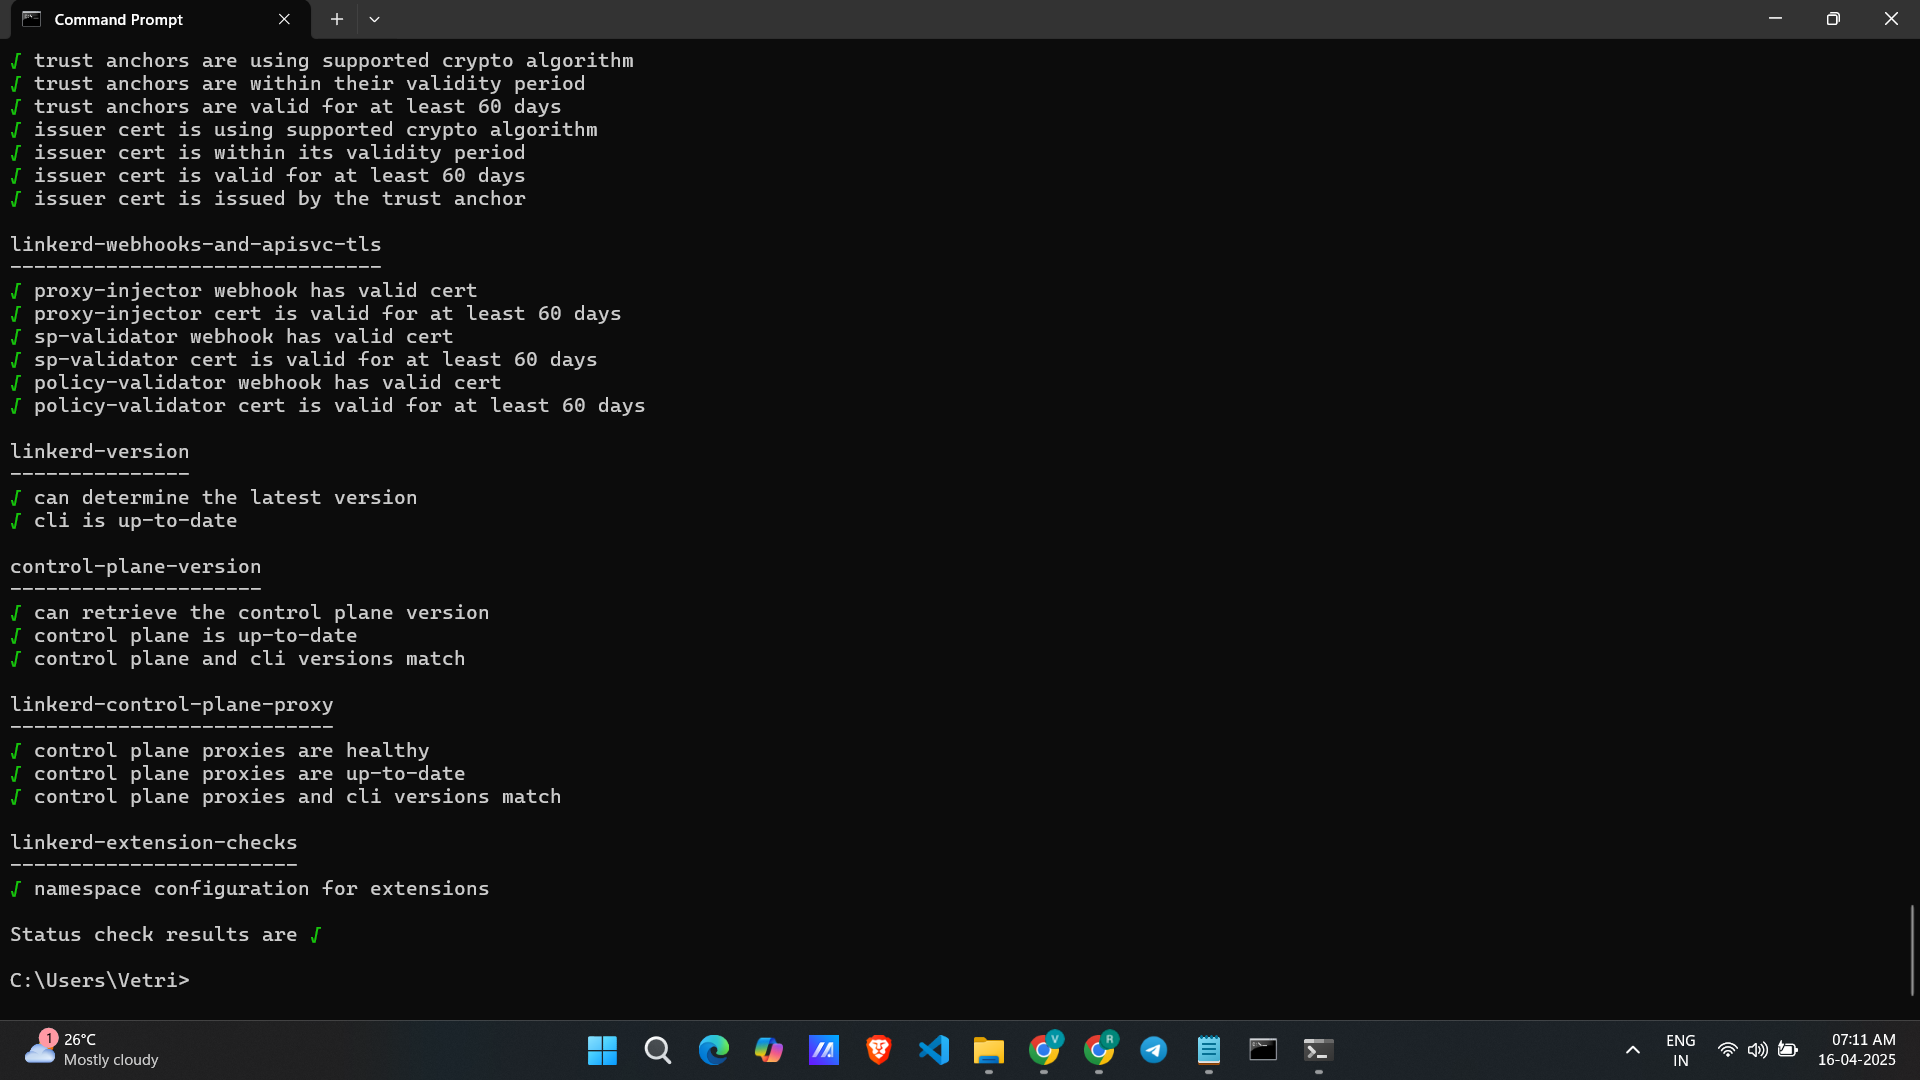 Command Prompt
√ trust anchors are using supported crypto algorithm
√ trust anchors are within their validity period
√ trust anchors are valid for at least 60 days
√ issuer cert is using supported crypto algorithm
√ issuer cert is within its validity period
√ issuer cert is valid for at least 60 days
√ issuer cert is issued by the trust anchor
linkerd-webhooks-and-apisvc-tls
-------------------------------
√ proxy-injector webhook has valid cert
√ proxy-injector cert is valid for at least 60 days
√ sp-validator webhook has valid cert
√ sp-validator cert is valid for at least 60 days
√ policy-validator webhook has valid cert
√ policy-validator cert is valid for at least 60 days
linkerd-version
---------------
√ can determine the latest version
√ cli is up-to-date
control-plane-version
---------------------
√ can retrieve the control plane version
√ control plane is up-to-date
√ control plane and cli versions match
linkerd-control-plane-proxy
---------------------------
√ control plane proxies are healthy
√ control plane proxies are up-to-date
√ control plane proxies and cli versions match
linkerd-extension-checks
------------------------
√ namespace configuration for extensions
Status check results are √
C:\Users\Vetri>
1
26°C
Mostly cloudy
V
R
ENG
IN
07:11 AM
16-04-2025